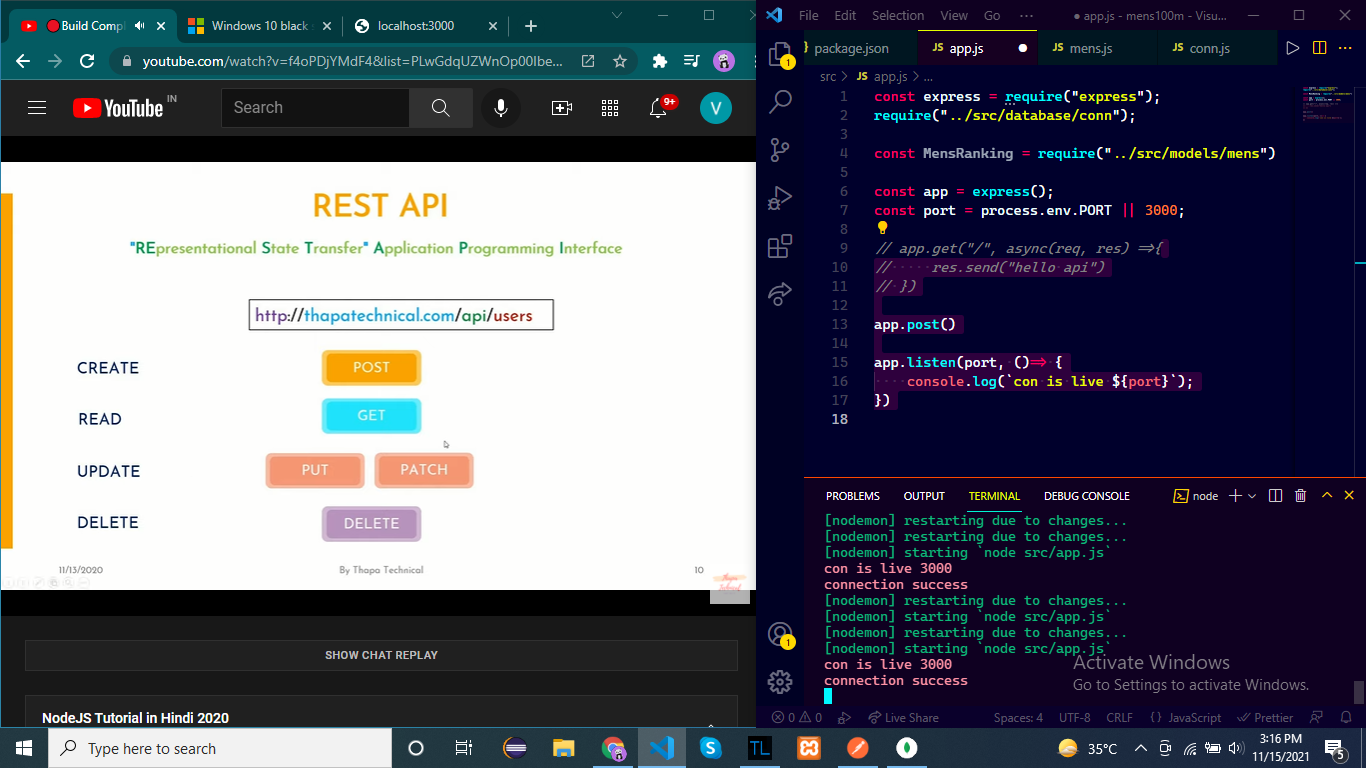 Build Compl
Windows 10 black s
localhost:3000
youtube.com/watch?v=f4oPDjYMdF4&list=PLwGdqUZWnOp00Ibe...
YouTube IN
Search
9+
V
REST API
"REpresentational State Transfer" Application Programming Interface
http://thapatechnical.com/api/users
CREATE POST
READ GET
UPDATE PUT PATCH
DELETE DELETE
11/13/2020 By Thapa Technical 10
SHOW CHAT REPLAY
NodeJS Tutorial in Hindi 2020
File Edit Selection View Go ··· ● app.js - mens100m - Visu...
package.json JS app.js JS mens.js JS conn.js
src > JS app.js > ...
1 const express = require("express");
2 require("../src/database/conn");
3
4 const MensRanking = require("../src/models/mens")
5
6 const app = express();
7 const port = process.env.PORT || 3000;
8
9 // app.get("/", async(req, res) =>{
10 //     res.send("hello api")
11 // })
12
13 app.post()
14
15 app.listen(port, ()=> {
16     console.log(`con is live ${port}`);
17 })
18
1
1
PROBLEMS OUTPUT TERMINAL DEBUG CONSOLE node
[nodemon] restarting due to changes...
[nodemon] restarting due to changes...
[nodemon] starting `node src/app.js`
con is live 3000
connection success
[nodemon] restarting due to changes...
[nodemon] starting `node src/app.js`
[nodemon] restarting due to changes...
[nodemon] starting `node src/app.js`
con is live 3000
connection success
Activate Windows
Go to Settings to activate Windows.
0 0 Live Share Spaces: 4 UTF-8 CRLF {} JavaScript Prettier
Type here to search
TL
35°C
3:16 PM
11/15/2021
5